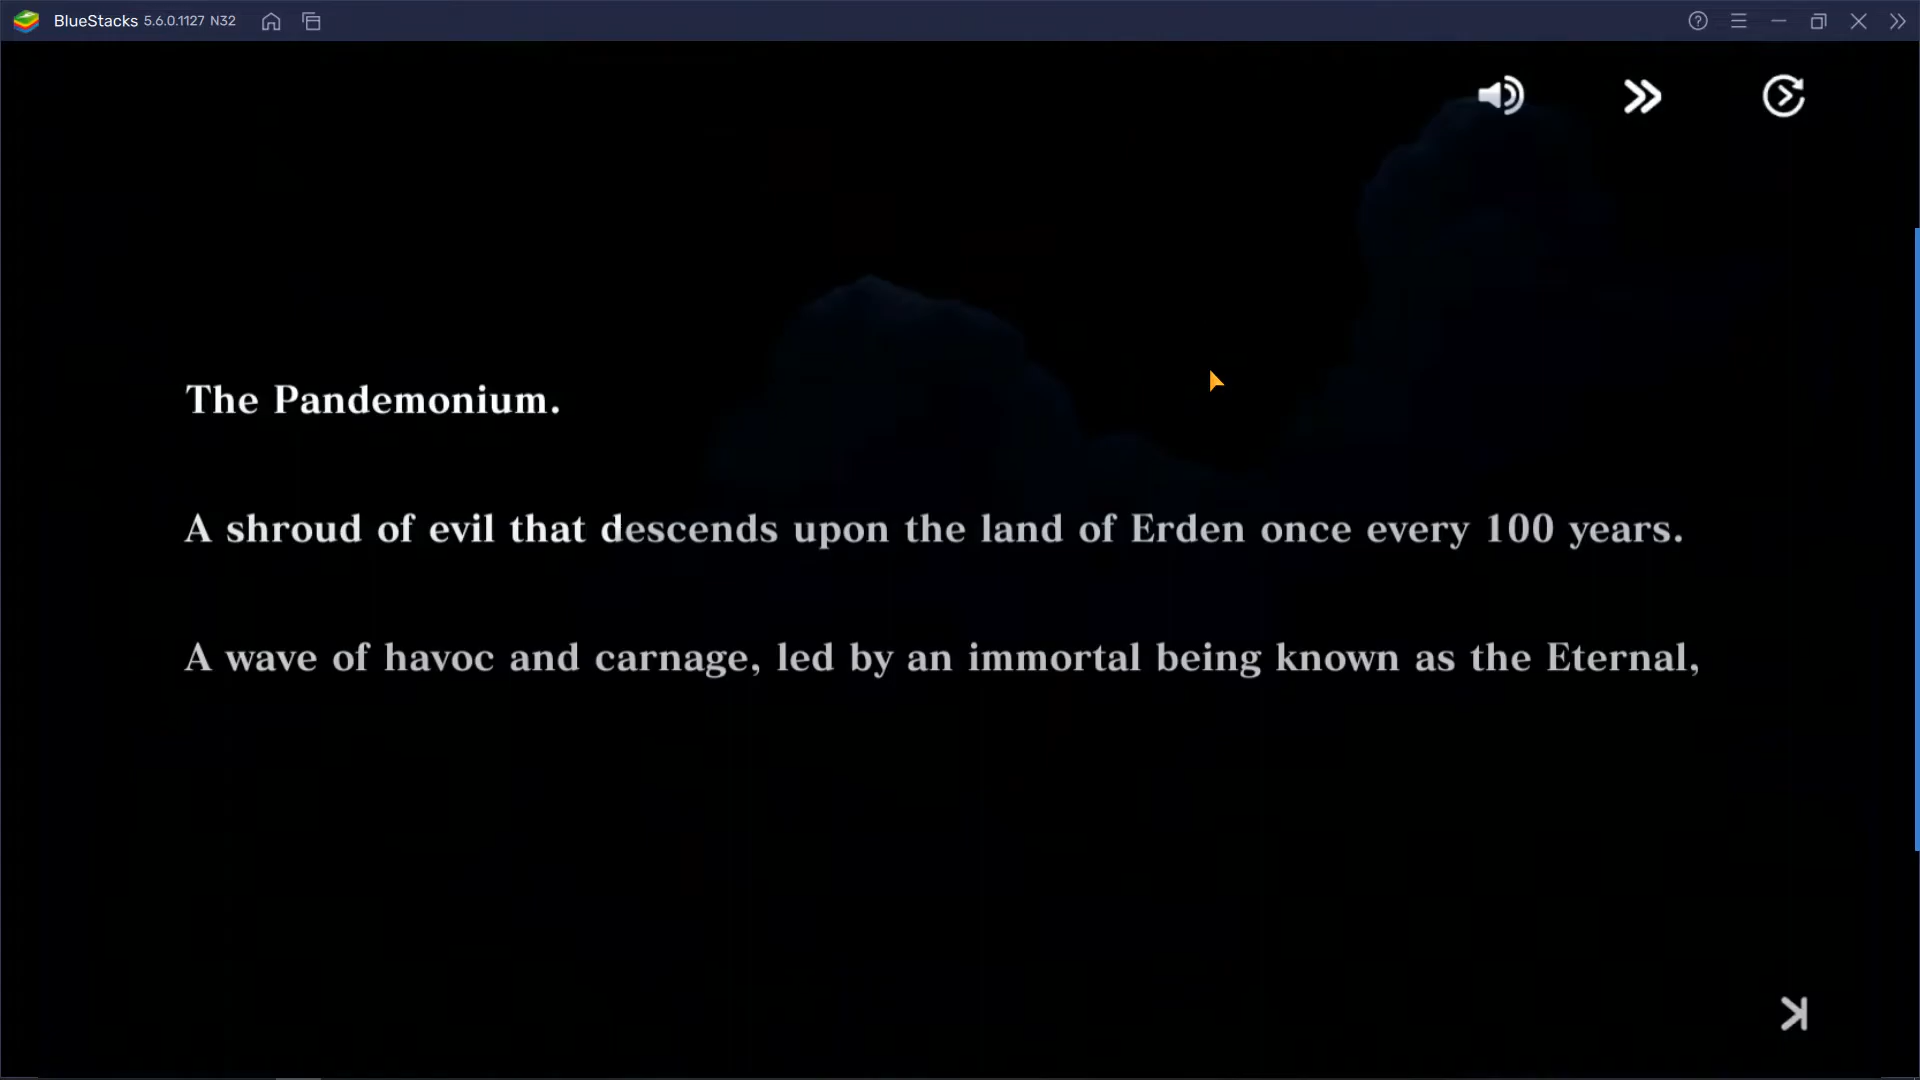 BlueStacks 5.6.0.1127 N32
The Pandemonium.
A shroud of evil that descends upon the land of Erden once every 100 years.
A wave of havoc and carnage, led by an immortal being known as the Eternal,